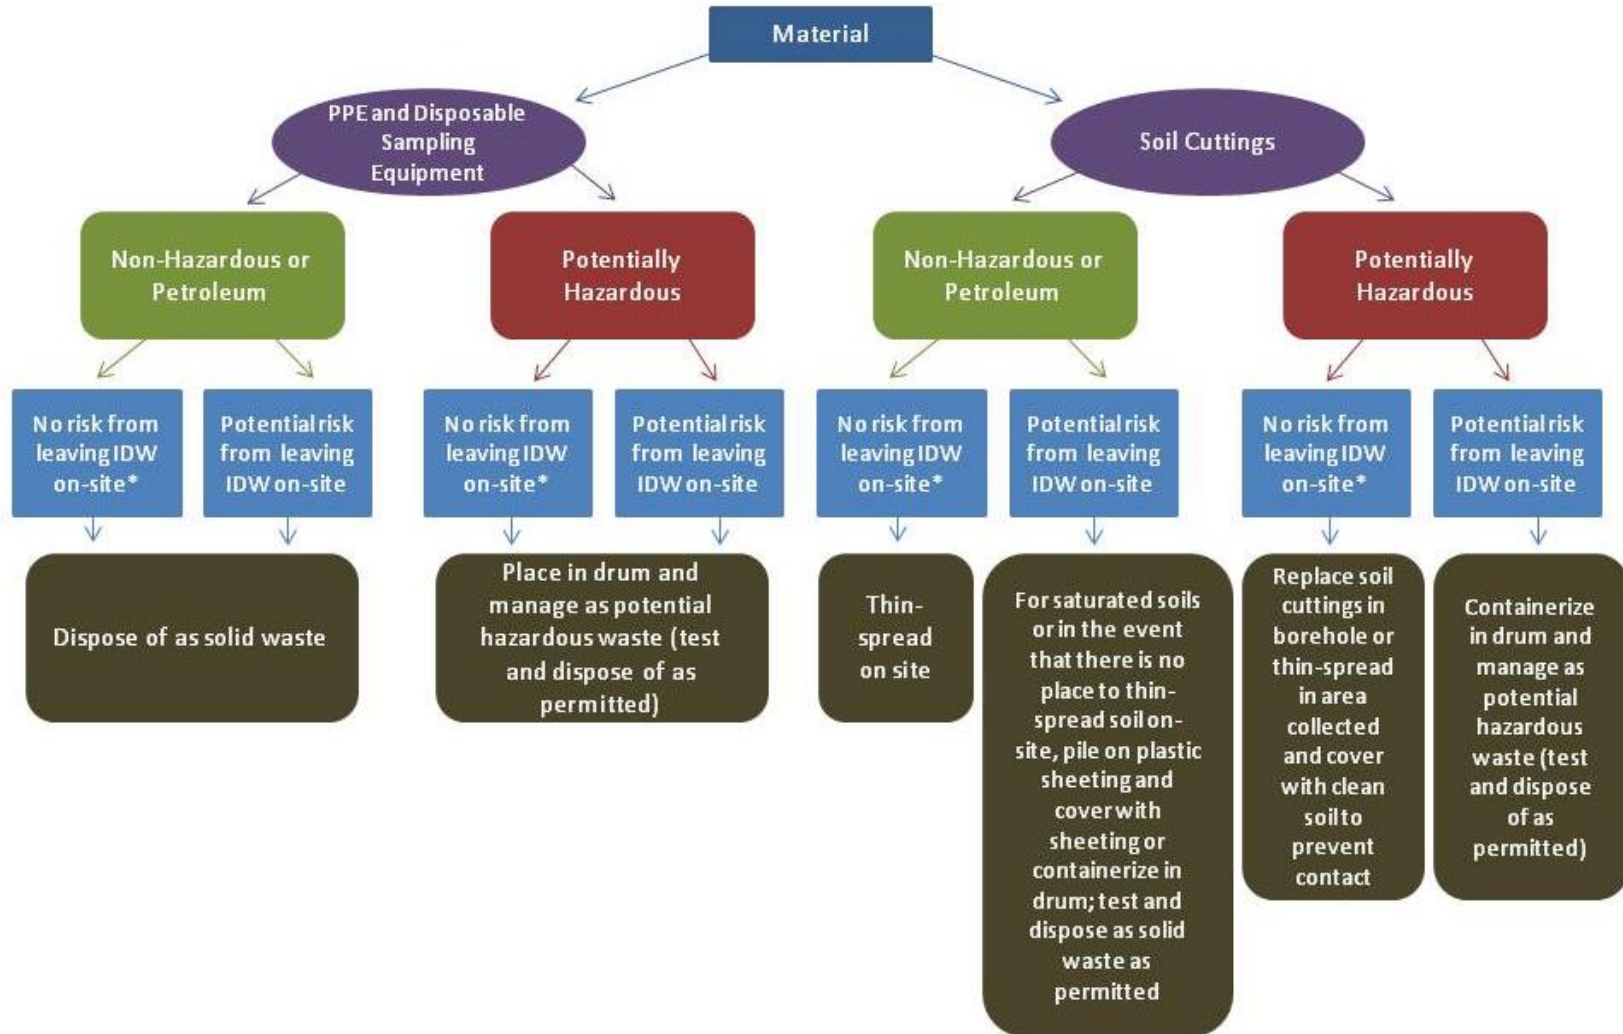 Material
PPE and Disposable
Sampling
Equipment
Soil Cuttings
Non-Hazardous or
Petroleum
Potentially
Hazardous
Non-Hazardous or
Petroleum
Potentially
Hazardous
No risk from
leaving IDW
on-site*
Potential risk
from leaving
IDW on-site
No risk from
leaving IDW
on-site*
Potential risk
from leaving
IDW on-site
No risk from
leaving IDW
on-site*
Potential risk
from leaving
IDW on-site
No risk from
leaving IDW
on-site*
Potential risk
from leaving
IDW on-site
Dispose of as solid waste
Place in drum and
manage as potential
hazardous waste (test
and dispose of as
permitted)
Thin-
spread
on site
For saturated soils
or in the event
that there is no
place to thin-
spread soil on-
site, pile on plastic
sheeting and
cover with
sheeting or
containerize in
drum; test and
dispose as solid
waste as
permitted
Replace soil
cuttings in
borehole or
thin-spread
in area
collected
and cover
with clean
soil to
prevent
contact
Containerize
in drum and
manage as
potential
hazardous
waste (test
and dispose
of as
permitted)